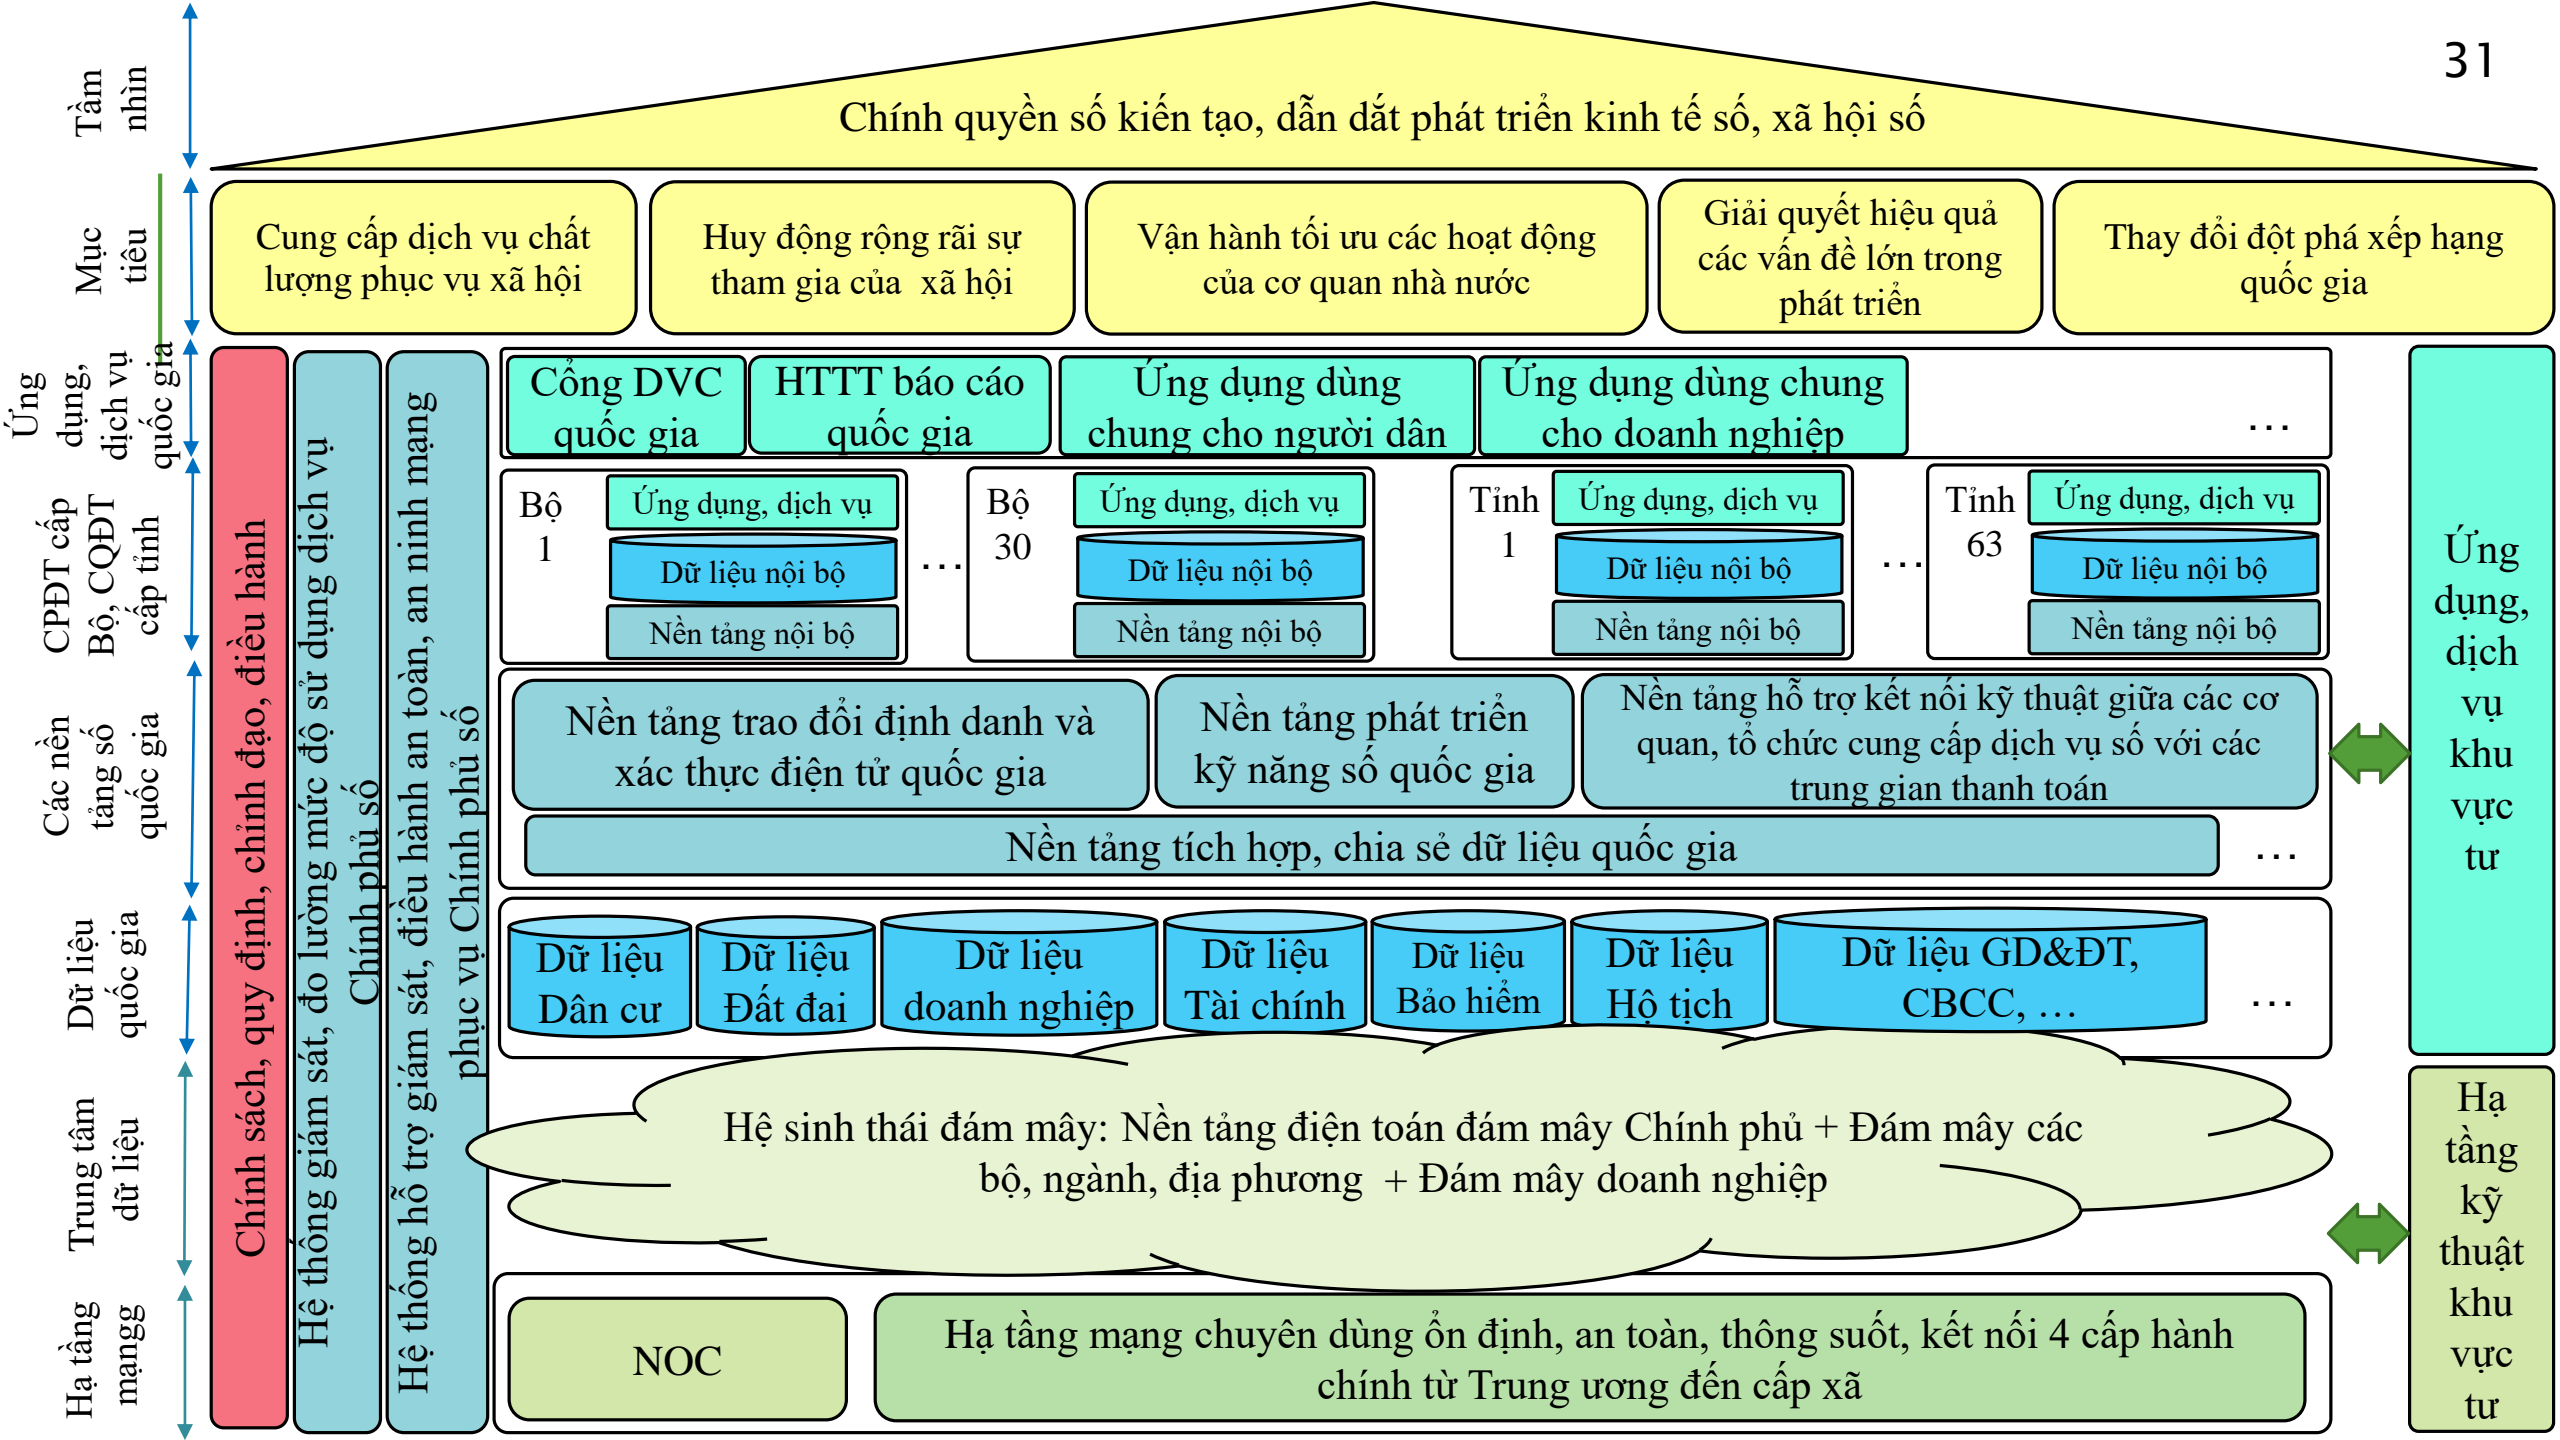 31
Tầm
nhìn
Chính quyền số kiến tạo, dẫn dắt phát triển kinh tế số, xã hội số
Mục
tiêu
Cung cấp dịch vụ chất
lượng phục vụ xã hội
Huy động rộng rãi sự
tham gia của xã hội
Vận hành tối ưu các hoạt động
của cơ quan nhà nước
Giải quyết hiệu quả
các vấn đề lớn trong
phát triển
Thay đổi đột phá xếp hạng
quốc gia
Ứng
dụng,
dịch vụ
quốc gia
Chính sách, quy định, chỉnh đạo, điều hành
Hệ thống giám sát, đo lường mức độ sử dụng dịch vụ
Chính phủ số
Hệ thống hỗ trợ giám sát, điều hành an toàn, an ninh mạng
phục vụ Chính phủ số
Cổng DVC
quốc gia
HTTT báo cáo
quốc gia
Ứng dụng dùng
chung cho người dân
Ứng dụng dùng chung
cho doanh nghiệp
...
CPĐT cấp
Bộ, CQĐT
cấp tỉnh
Bộ
1
Ứng dụng, dịch vụ
Dữ liệu nội bộ
Nền tảng nội bộ
...
Bộ
30
Ứng dụng, dịch vụ
Dữ liệu nội bộ
Nền tảng nội bộ
Tỉnh
1
Ứng dụng, dịch vụ
Dữ liệu nội bộ
Nền tảng nội bộ
...
Tỉnh
63
Ứng dụng, dịch vụ
Dữ liệu nội bộ
Nền tảng nội bộ
Các nền
tảng số
quốc gia
Nền tảng trao đổi định danh và
xác thực điện tử quốc gia
Nền tảng phát triển
kỹ năng số quốc gia
Nền tảng hỗ trợ kết nối kỹ thuật giữa các cơ
quan, tổ chức cung cấp dịch vụ số với các
trung gian thanh toán
Nền tảng tích hợp, chia sẻ dữ liệu quốc gia
...
Ứng
dụng,
dịch
vụ
khu
vực
tư
Dữ liệu
quốc gia
Dữ liệu
Dân cư
Dữ liệu
Đất đai
Dữ liệu
doanh nghiệp
Dữ liệu
Tài chính
Dữ liệu
Bảo hiểm
Dữ liệu
Hộ tịch
Dữ liệu GD&ĐT,
CBCC, ...
...
Trung tâm
dữ liệu
Hệ sinh thái đám mây: Nền tảng điện toán đám mây Chính phủ + Đám mây các
bộ, ngành, địa phương + Đám mây doanh nghiệp
Hạ
tầng
kỹ
thuật
khu
vực
tư
Hạ tầng
mạngg
NOC
Hạ tầng mạng chuyên dùng ổn định, an toàn, thông suốt, kết nối 4 cấp hành
chính từ Trung ương đến cấp xã